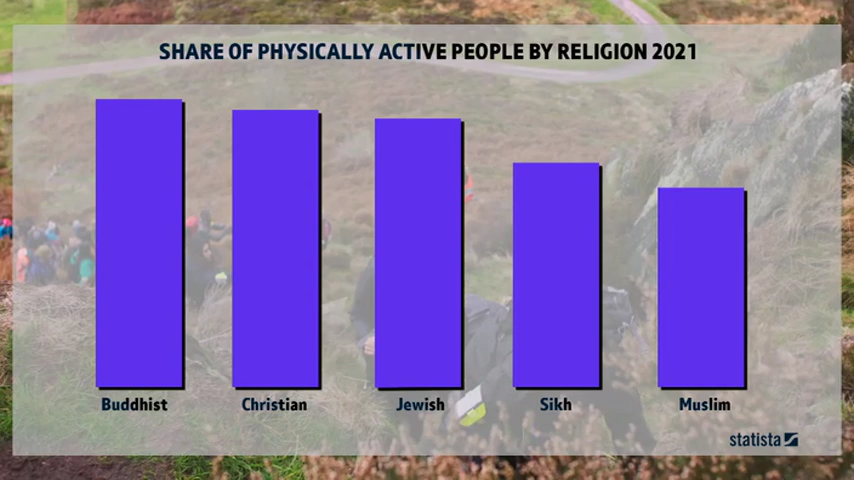 SHARE OF PHYSICALLY ACTIVE PEOPLE BY RELIGION 2021
Buddhist Christian Jewish Sikh Muslim
statista